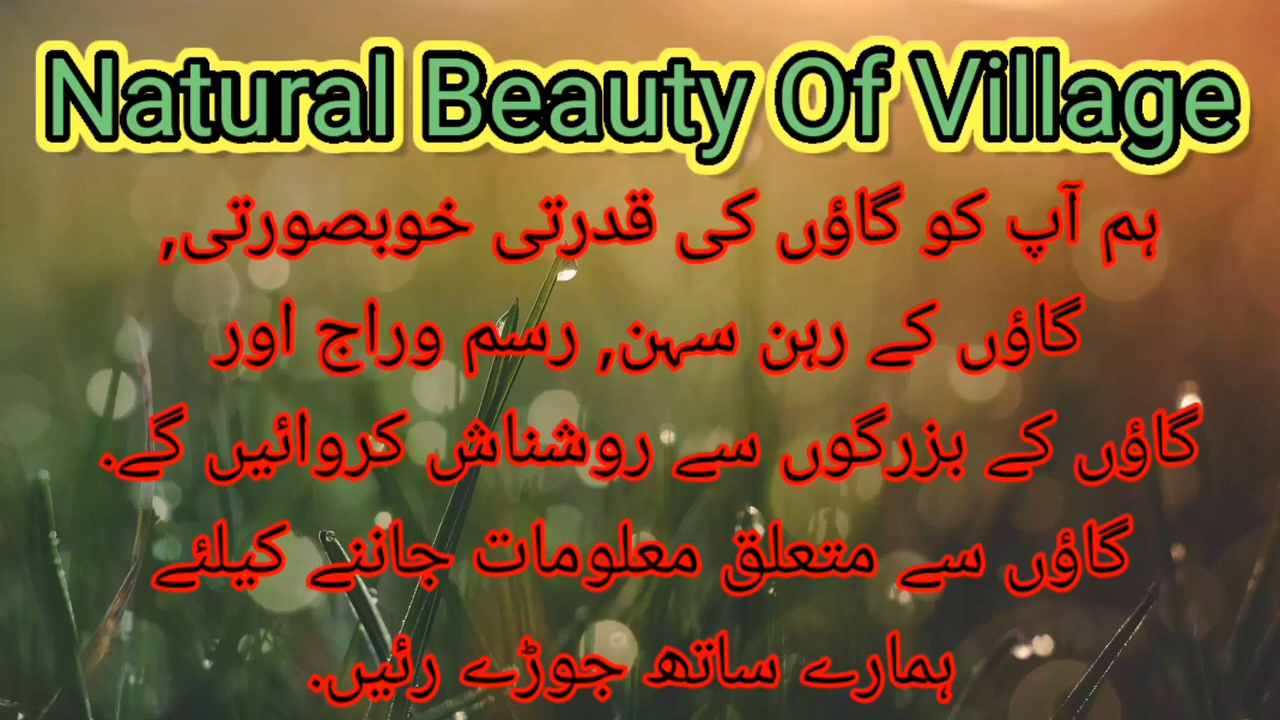 Natural Beauty Of Village
ہم آپ کو گاؤں کی قدرتی خوبصورتی,
گاؤں کے رہن سہن, رسم وراج اور
گاؤں کے بزرگوں سے روشناش کروائیں گے.
گاؤں سے متعلق معلومات جاننے کیلئے
ہمارے ساتھ جوڑے رئیں.